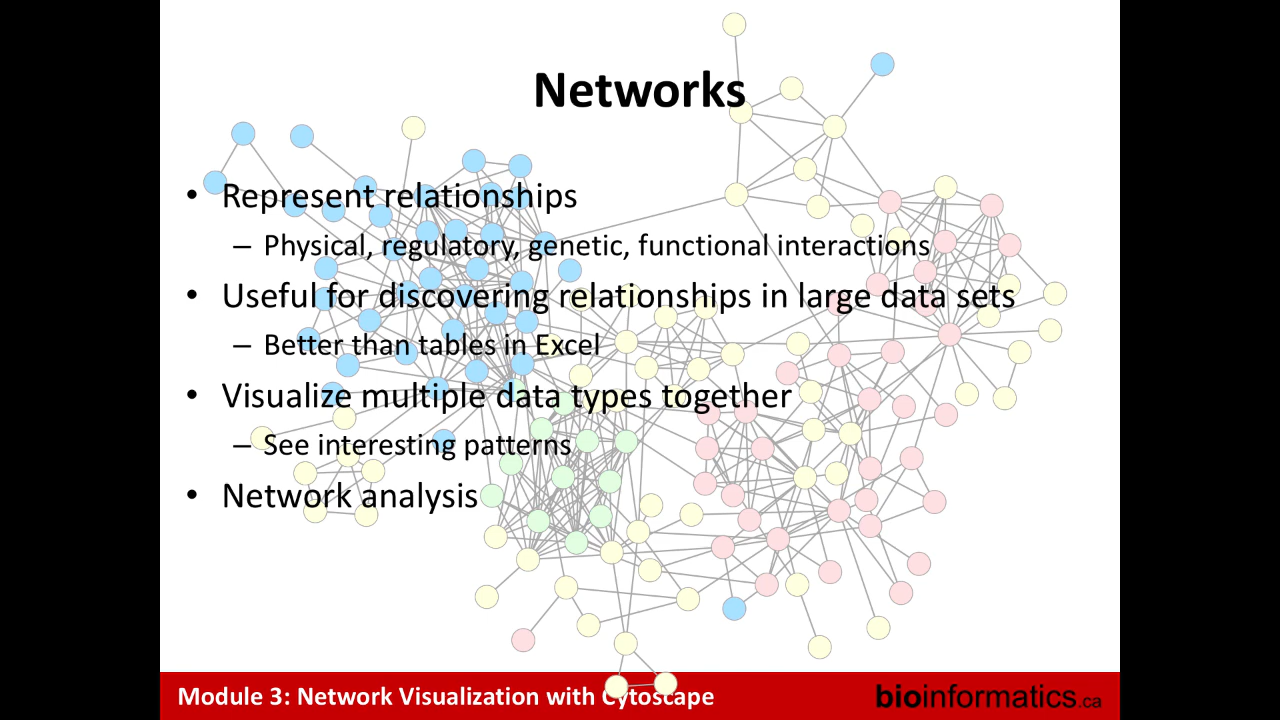 Networks
• Represent relationships
– Physical, regulatory, genetic, functional interactions
• Useful for discovering relationships in large data sets
– Better than tables in Excel
• Visualize multiple data types together
– See interesting patterns
• Network analysis
Module 3: Network Visualization with Cytoscape
bioinformatics.ca